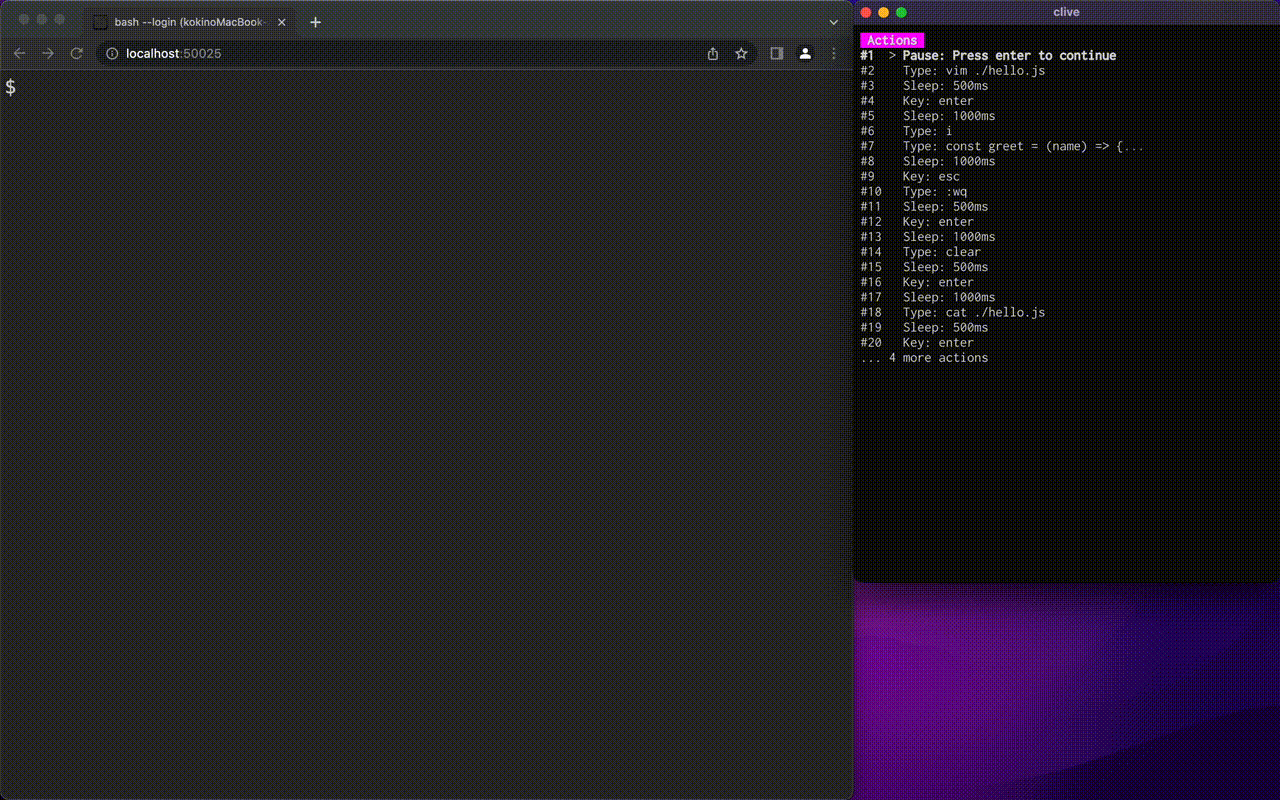 bash --login (kokinoMacBook-
localhost:50025
$
clive
Actions
#1 > Pause: Press enter to continue
#2 Type: vim ./hello.js
#3 Sleep: 500ms
#4 Key: enter
#5 Sleep: 1000ms
#6 Type: i
#7 Type: const greet = (name) => {...
#8 Sleep: 1000ms
#9 Key: esc
#10 Type: :wq
#11 Sleep: 500ms
#12 Key: enter
#13 Sleep: 1000ms
#14 Type: clear
#15 Sleep: 500ms
#16 Key: enter
#17 Sleep: 1000ms
#18 Type: cat ./hello.js
#19 Sleep: 500ms
#20 Key: enter
... 4 more actions